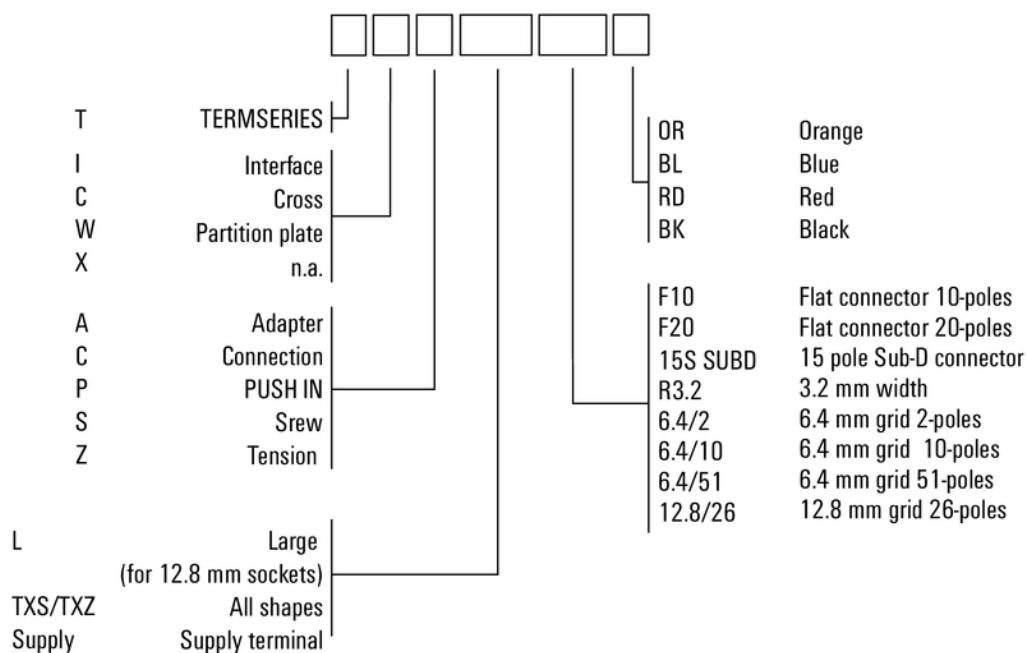 T TERMSERIES
I Interface
C Cross
W Partition plate
X n.a.
A Adapter
C Connection
P PUSH IN
S Srew
Z Tension
L Large
(for 12.8 mm sockets)
TXS/TXZ All shapes
Supply Supply terminal
OR Orange
BL Blue
RD Red
BK Black
F10 Flat connector 10-poles
F20 Flat connector 20-poles
15S SUBD 15 pole Sub-D connector
R3.2 3.2 mm width
6.4/2 6.4 mm grid 2-poles
6.4/10 6.4 mm grid 10-poles
6.4/51 6.4 mm grid 51-poles
12.8/26 12.8 mm grid 26-poles